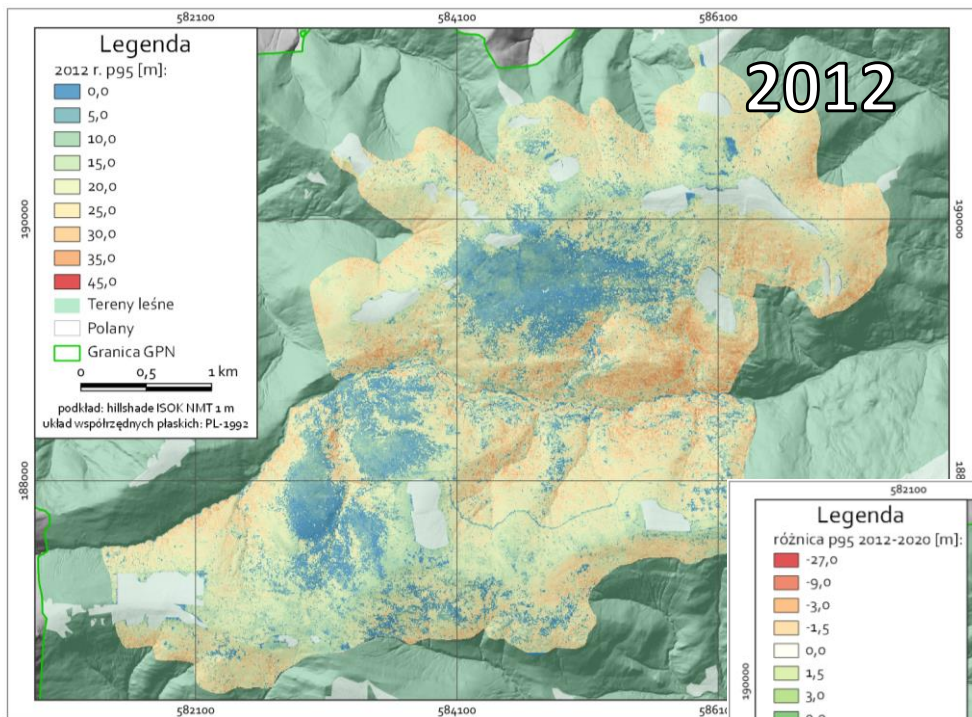 582100 584100 586100
Legenda
2012 r. p95 [m]:
0,0
5,0
10,0
15,0
20,0
25,0
30,0
35,0
45,0
Tereny leśne
Polany
Granica GPN
0 0,5 1 km
podkład: hillshade ISOK NMT 1 m
układ współrzędnych płaskich: PL-1992
2012
190000 190000
188000
582100 584100
582100
Legenda
różnica p95 2012-2020 [m]:
-27,0
-9,0
-3,0
-1,5
0,0
1,5
3,0
190000